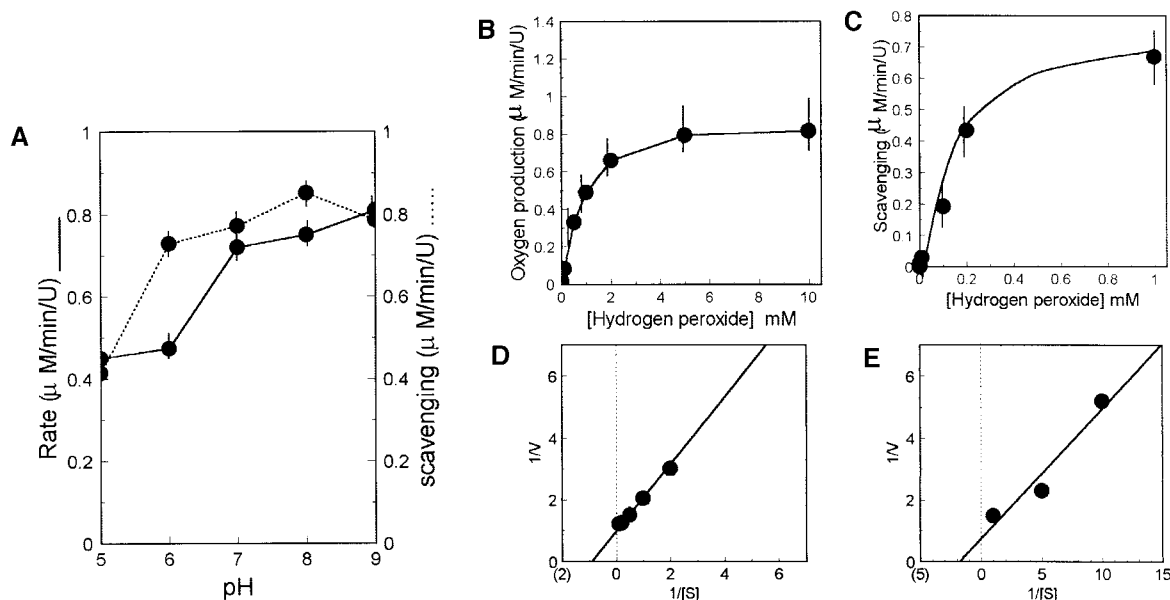 A
Rate (μ M/min/U)
1
0.8
0.6
0.4
0.2
0
5 6 7 8 9
pH
1
0.8
0.6
0.4
0.2
0
scavenging (μ M/min/U)
B
Oxygen production (μ M/min/U)
1.4
1.2
1
0.8
0.6
0.4
0.2
0
0 2 4 6 8 10
[Hydrogen peroxide] mM
C
Scavenging (μ M/min/U)
0.8
0.7
0.6
0.5
0.4
0.3
0.2
0.1
0
0 0.2 0.4 0.6 0.8 1
[Hydrogen peroxide] mM
D
1/V
6
4
2
0
(2) 0 2 4 6 7
1/[S]
E
1/V
6
4
2
0
(5) 0 5 10 15
1/[S]